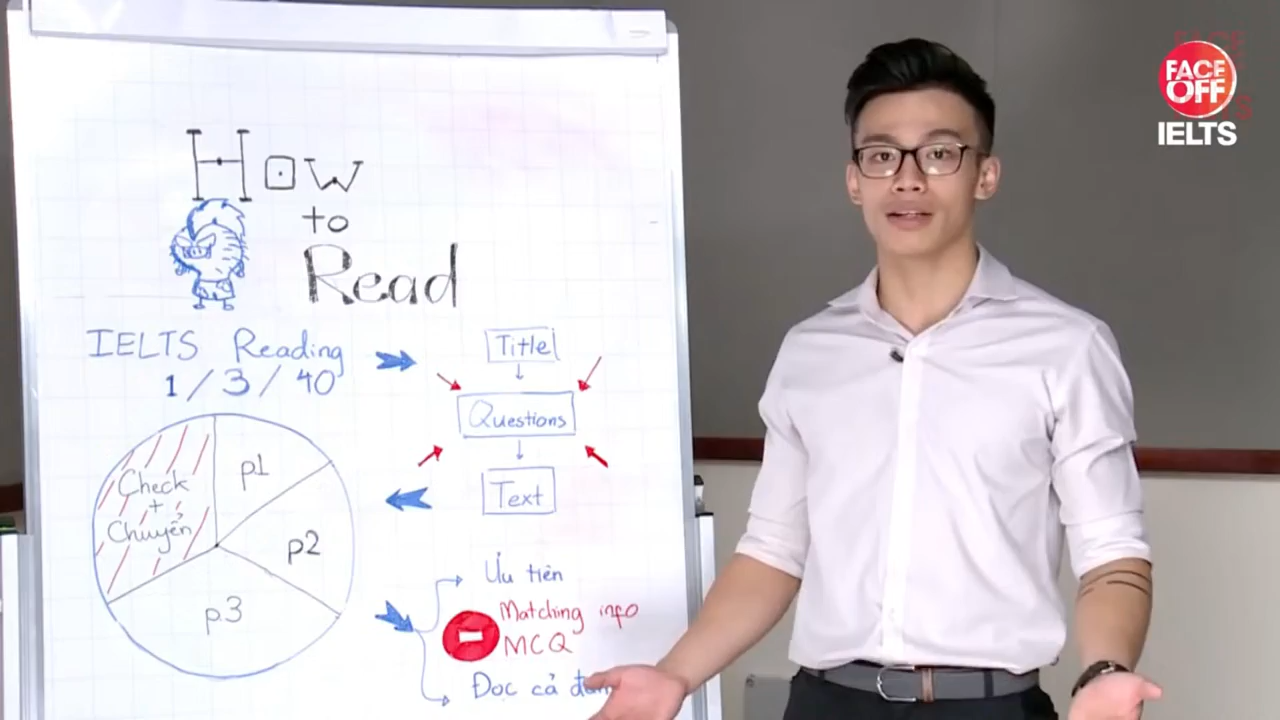 How
to
Read
IELTS Reading
1/3/40
Check
+
Chuyển
p1
p2
p.3
Title
Questions
Text
Ưu tiên
Matching info
MCQ
Đọc cả
FACE
OFF
IELTS